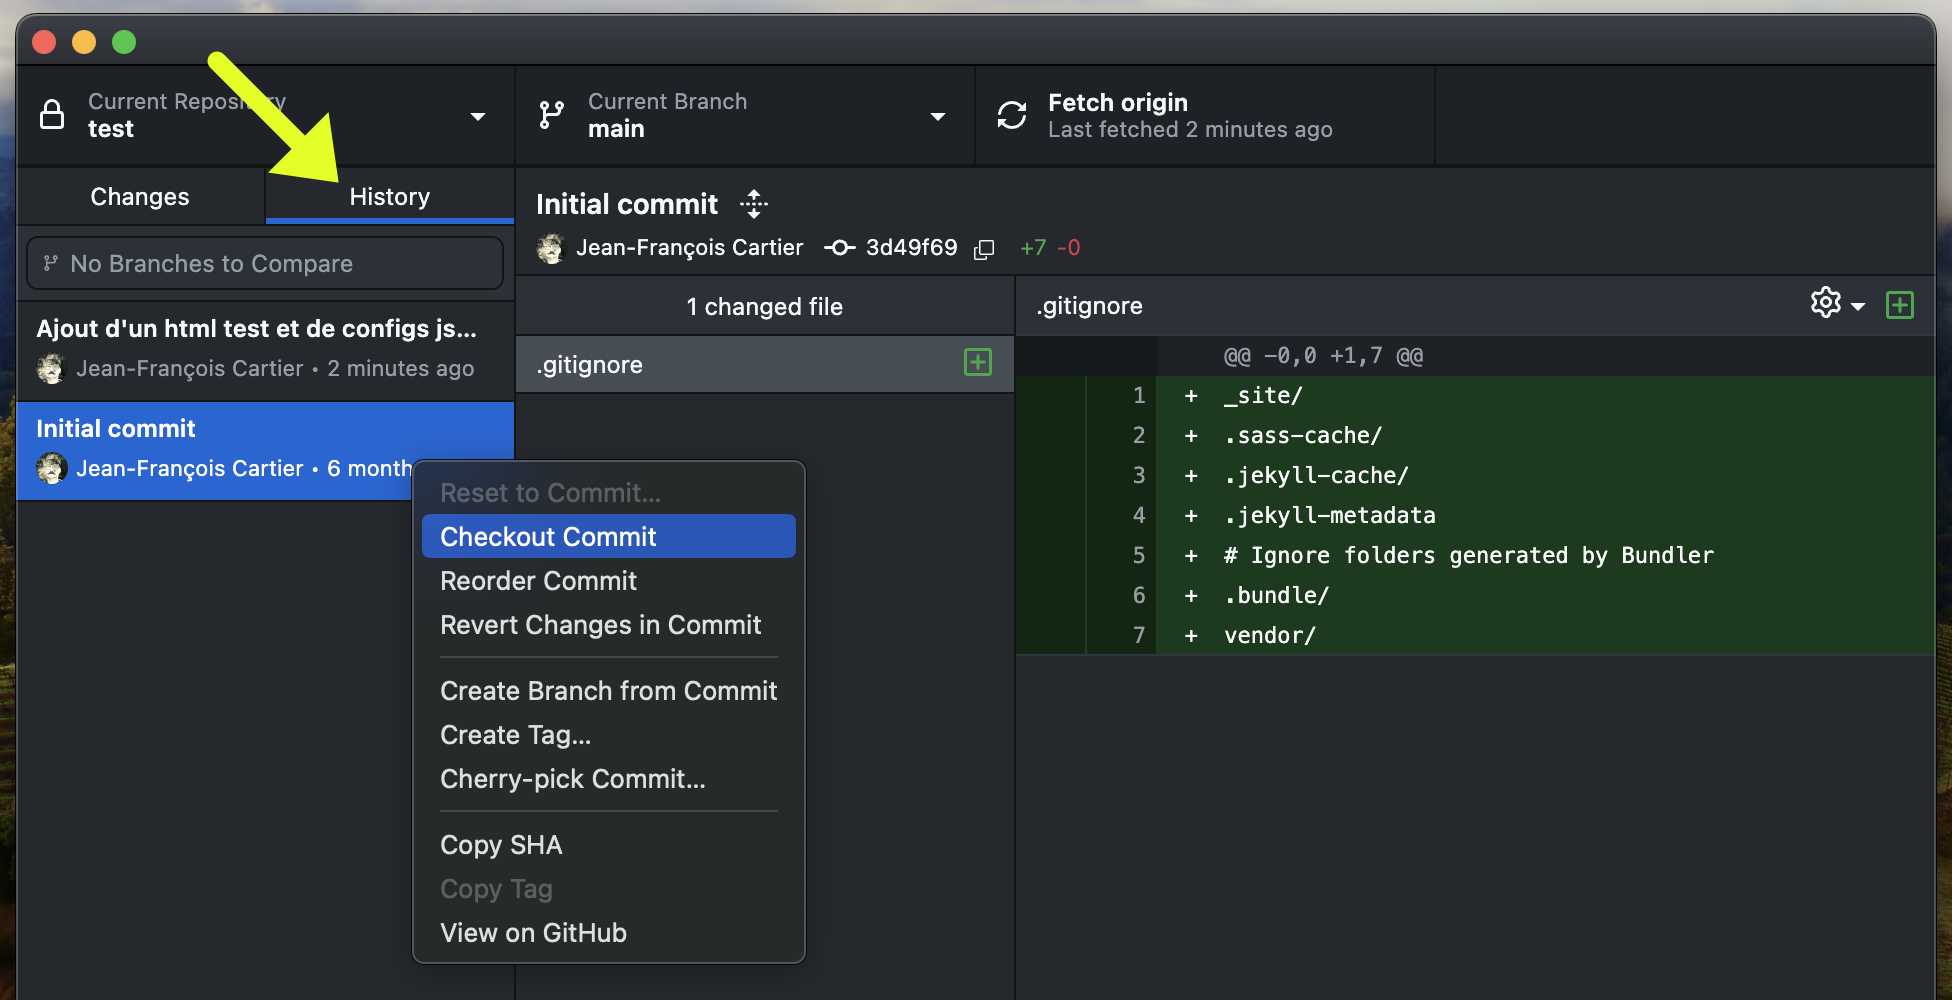 Current Repository
test
Current Branch
main
Fetch origin
Last fetched 2 minutes ago
Changes
History
No Branches to Compare
Ajout d'un html test et de configs js...
Jean-François Cartier • 2 minutes ago
Initial commit
Jean-François Cartier • 6 month
Reset to Commit...
Checkout Commit
Reorder Commit
Revert Changes in Commit
Create Branch from Commit
Create Tag...
Cherry-pick Commit...
Copy SHA
Copy Tag
View on GitHub
Initial commit
Jean-François Cartier 3d49f69 +7 -0
1 changed file
.gitignore
.gitignore
@@ -0,0 +1,7 @@
1 + _site/
2 + .sass-cache/
3 + .jekyll-cache/
4 + .jekyll-metadata
5 + # Ignore folders generated by Bundler
6 + .bundle/
7 + vendor/